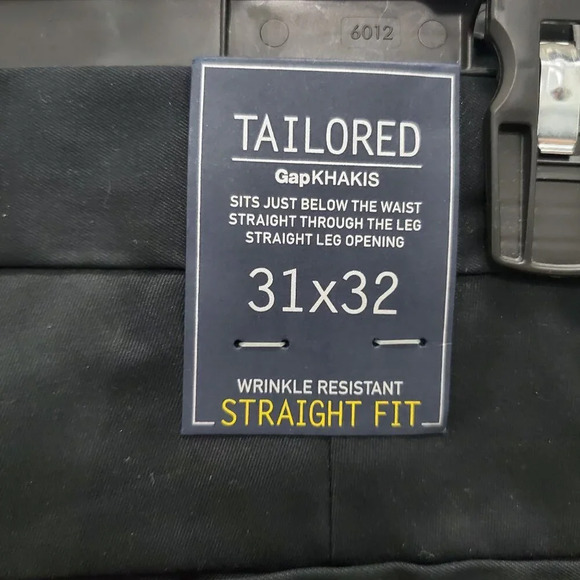 6012
TAILORED
GapKHAKIS
SITS JUST BELOW THE WAIST
STRAIGHT THROUGH THE LEG
STRAIGHT LEG OPENING
31x32
WRINKLE RESISTANT
STRAIGHT FIT